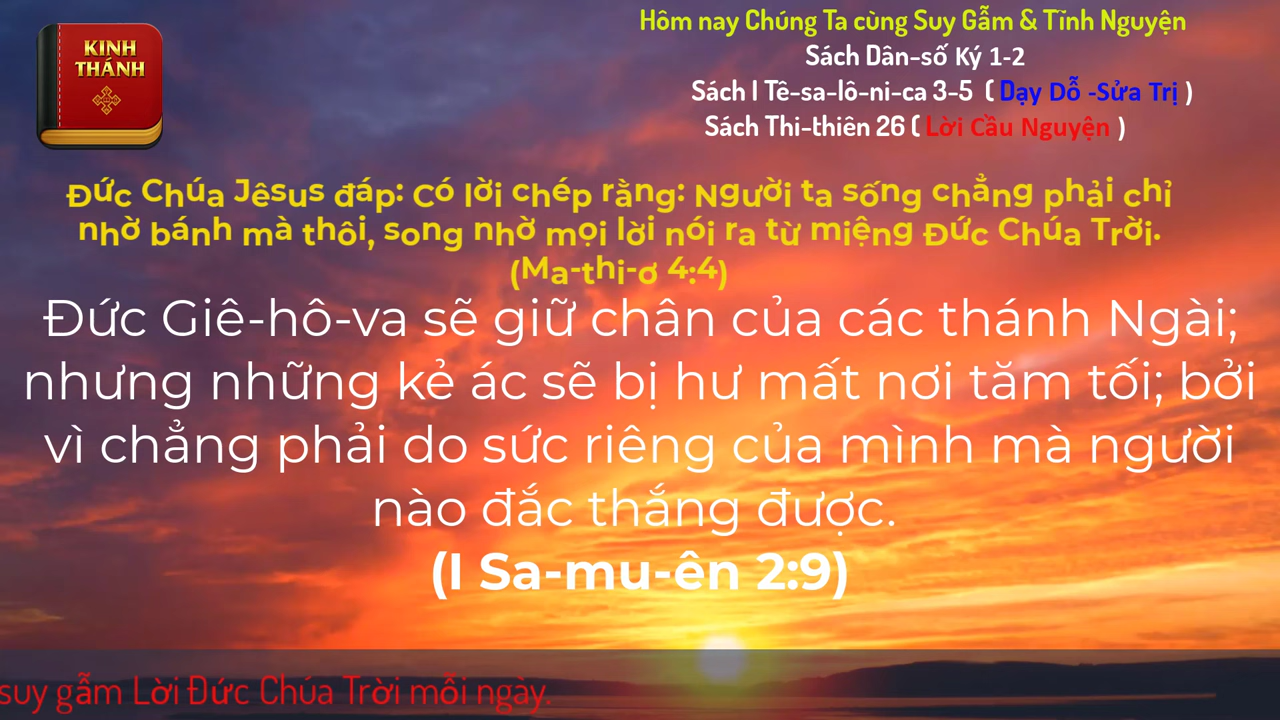 KINH
THÁNH
Hôm nay Chúng Ta cùng Suy Gẫm & Tĩnh Nguyện
Sách Dân-số Ký 1-2
Sách I Tê-sa-lô-ni-ca 3-5 ( Dạy Dỗ -Sửa Trị )
Sách Thi-thiên 26 ( Lời Cầu Nguyện )
Đức Chúa Jêsus đáp: Có lời chép rằng: Người ta sống chẳng phải chỉ
nhờ bánh mà thôi, song nhờ mọi lời nói ra từ miệng Đức Chúa Trời.
(Ma-thi-ơ 4:4)
Đức Giê-hô-va sẽ giữ chân của các thánh Ngài;
nhưng những kẻ ác sẽ bị hư mất nơi tăm tối; bởi
vì chẳng phải do sức riêng của mình mà người
nào đắc thắng được.
(I Sa-mu-ên 2:9)
suy gẫm Lời Đức Chúa Trời mỗi ngày.